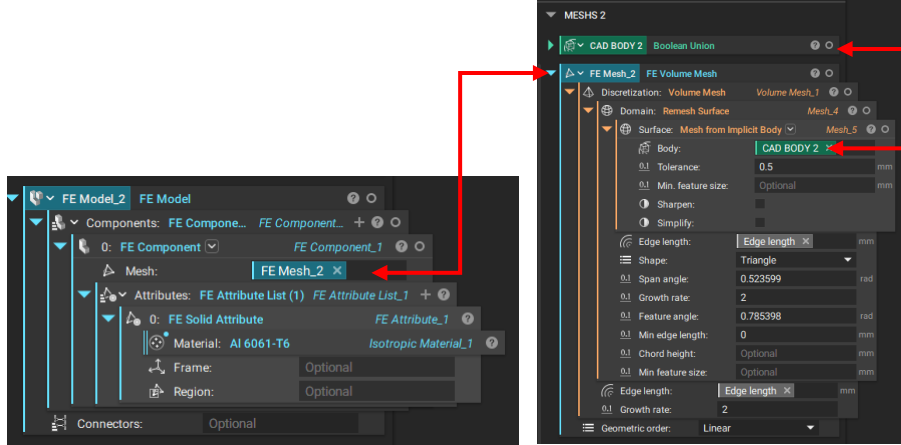 FE Model_2 FE Model
Components: FE Compone... FE Component...
0: FE Component FE Component_1
Mesh: FE Mesh_2
Attributes: FE Attribute List (1) FE Attribute List_1
0: FE Solid Attribute FE Attribute_1
Material: Al 6061-T6 Isotropic Material_1
Frame: Optional
Region: Optional
Connectors: Optional
MESHS 2
CAD BODY 2 Boolean Union
FE Mesh_2 FE Volume Mesh
Discretization: Volume Mesh Volume Mesh_1
Domain: Remesh Surface Mesh_4
Surface: Mesh from Implicit Body Mesh_5
Body: CAD BODY 2
0.1 Tolerance: 0.5 mm
0.1 Min. feature size: Optional mm
Sharpen:
Simplify:
Edge length: Edge length mm
Shape: Triangle
0.1 Span angle: 0.523599 rad
0.1 Growth rate: 2
0.1 Feature angle: 0.785398 rad
0.1 Min edge length: 0 mm
0.1 Chord height: Optional mm
0.1 Min feature size: Optional mm
Edge length: Edge length mm
0.1 Growth rate: 2
Geometric order: Linear